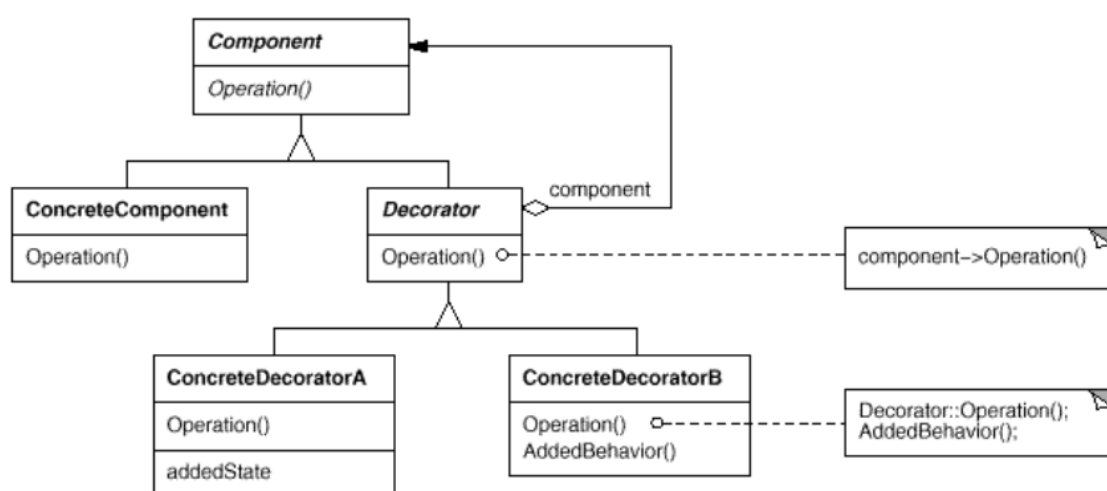 Component
Operation()
ConcreteComponent
Operation()
Decorator
Operation()
component
component->Operation()
ConcreteDecoratorA
Operation()
addedState
ConcreteDecoratorB
Operation()
AddedBehavior()
Decorator::Operation();
AddedBehavior();